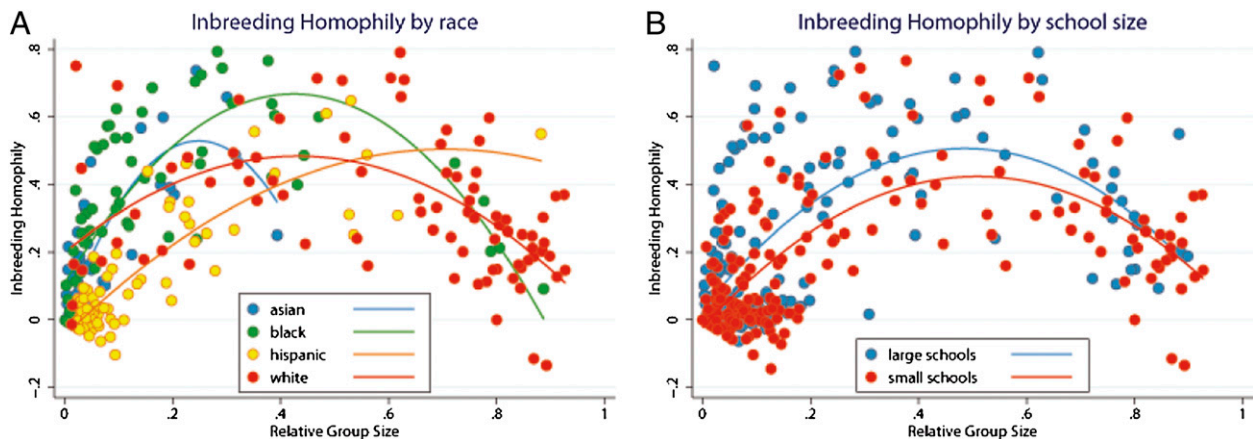 A
Inbreeding Homophily by race
Inbreeding Homophily
.8
.6
.4
.2
0
-.2
asian
black
hispanic
white
0
.2
.4
.6
.8
1
Relative Group Size
B
Inbreeding Homophily by school size
Inbreeding Homophily
.8
.6
.4
.2
0
-.2
large schools
small schools
0
.2
.4
.6
.8
1
Relative Group Size